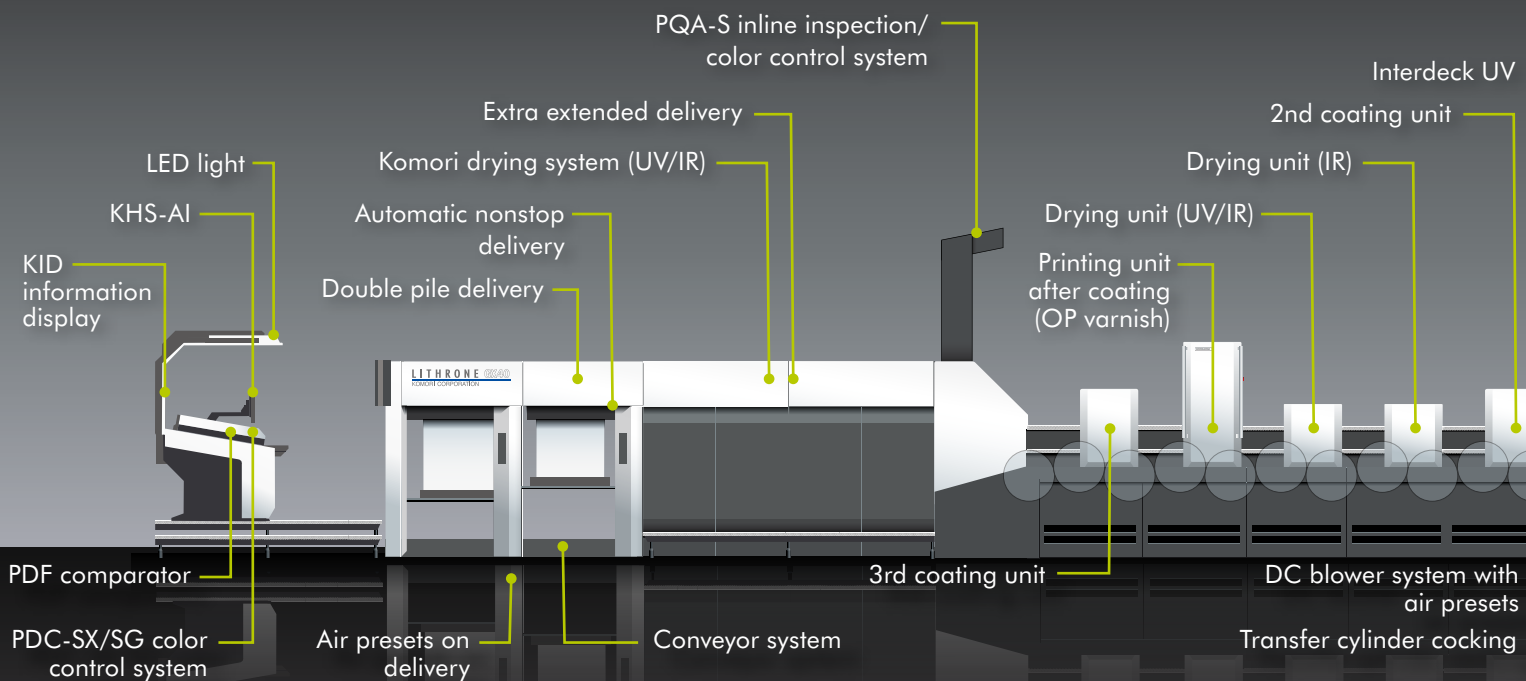 PQA-S inline inspection/
color control system
Interdeck UV
Extra extended delivery
2nd coating unit
LED light
Komori drying system (UV/IR)
Drying unit (IR)
KHS-AI
Automatic nonstop
delivery
Drying unit (UV/IR)
KID
information
display
Double pile delivery
Printing unit
after coating
(OP varnish)
LITHRONE GX40
KOMORI CORPORATION
PDF comparator
3rd coating unit
DC blower system with
air presets
PDC-SX/SG color
control system
Air presets on
delivery
Conveyor system
Transfer cylinder cocking